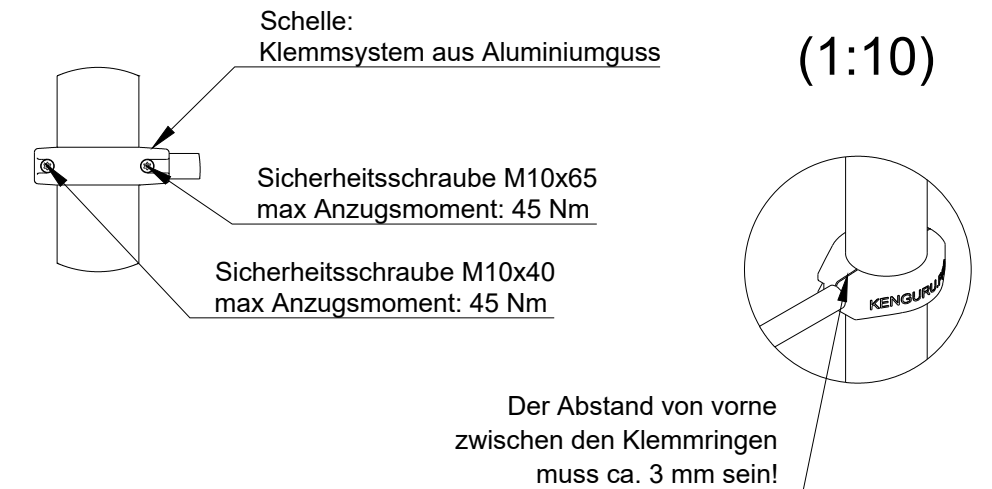 Schelle:
Klemmsystem aus Aluminiumguss
(1:10)
Sicherheitsschraube M10x65
max Anzugsmoment: 45 Nm
Sicherheitsschraube M10x40
max Anzugsmoment: 45 Nm
KENGURU
Der Abstand von vorne
zwischen den Klemmringen
muss ca. 3 mm sein!